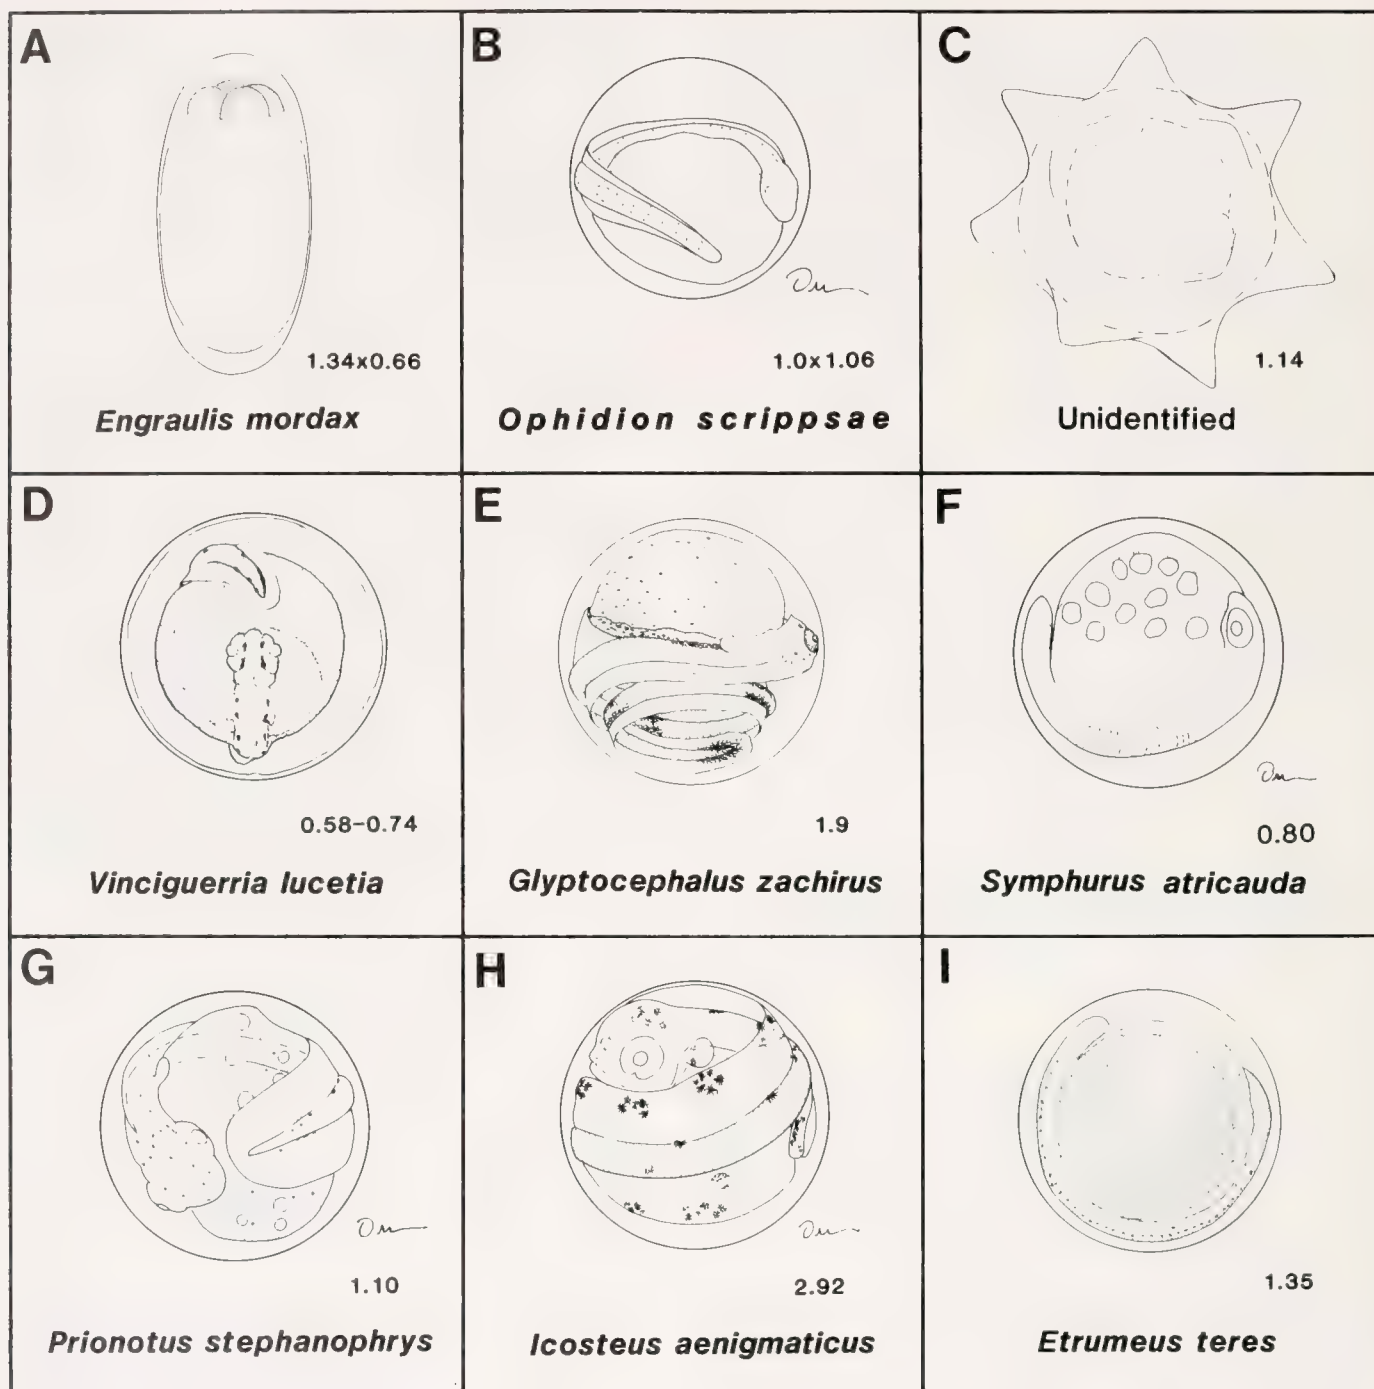 A
1.34x0.66
Engraulis mordax
B
1.0x1.06
Ophidion scrippsae
C
1.14
Unidentified
D
0.58-0.74
Vinciguerria lucetia
E
1.9
Glyptocephalus zachirus
F
0.80
Symphurus atricauda
G
1.10
Prionotus stephanophrys
H
2.92
Icosteus aenigmaticus
I
1.35
Etrumeus teres